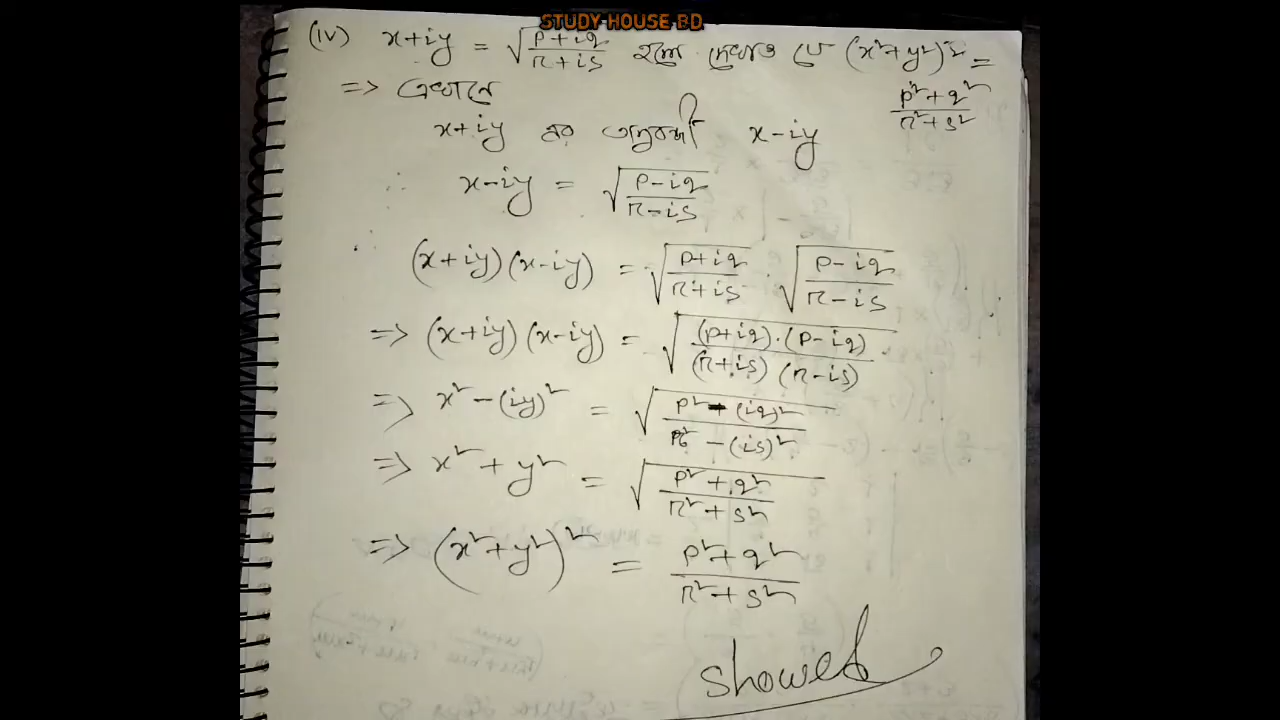 STUDY HOUSE BD
(iv) x+iy = √(p+iq)/(r+is) হলে দেখাও যে (x²+y²)² = (p²+q²)/(r²+s²)
=> এখানে
x+iy এর অনুবন্ধী x-iy
∴ x-iy = √(p-iq)/(r-is)
∴ (x+iy)(x-iy) = √(p+iq)/(r+is) · √(p-iq)/(r-is)
=> (x+iy)(x-iy) = √((p+iq)·(p-iq))/((r+is)(r-is))
=> x² - (iy)² = √(p² - (iq)²)/(r² - (is)²)
=> x² + y² = √(p²+q²)/(r²+s²)
=> (x²+y²)² = (p²+q²)/(r²+s²)
showed